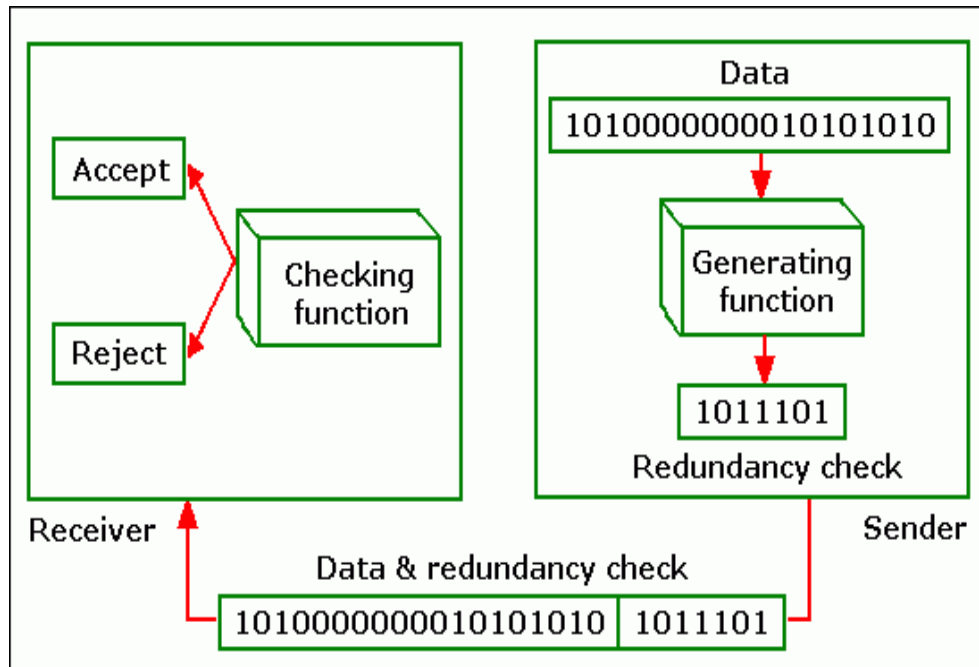 Data
1010000000010101010
Accept
Checking
function
Generating
function
Reject
1011101
Redundancy check
Receiver
Sender
Data & redundancy check
1010000000010101010 1011101